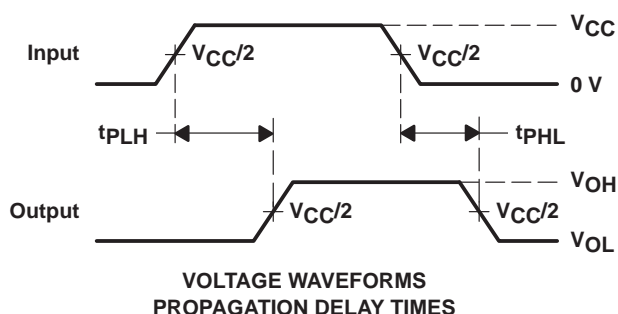 VCC
Input
VCC/2
VCC/2
0 V
tPLH
tPHL
VOH
Output
VCC/2
VCC/2
VOL
VOLTAGE WAVEFORMS
PROPAGATION DELAY TIMES